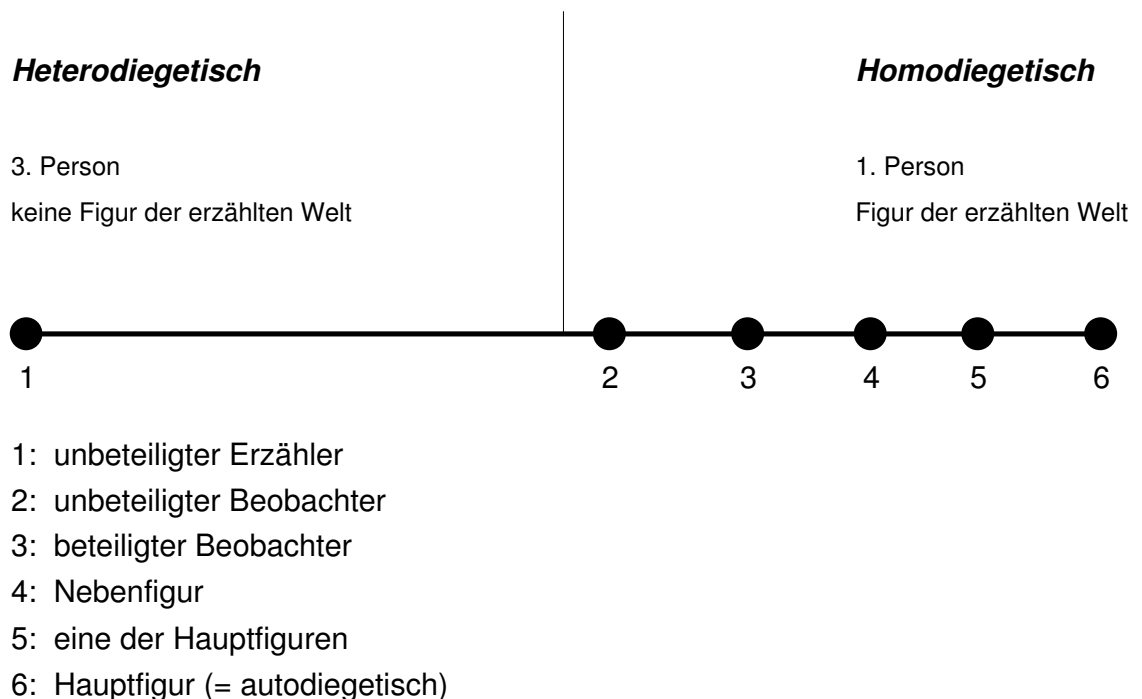 Heterodiegetisch
Homodiegetisch
3. Person
1. Person
keine Figur der erzählten Welt
Figur der erzählten Welt
1
2
3
4
5
6
1: unbeteiligter Erzähler
2: unbeteiligter Beobachter
3: beteiligter Beobachter
4: Nebenfigur
5: eine der Hauptfiguren
6: Hauptfigur (= autodiegetisch)